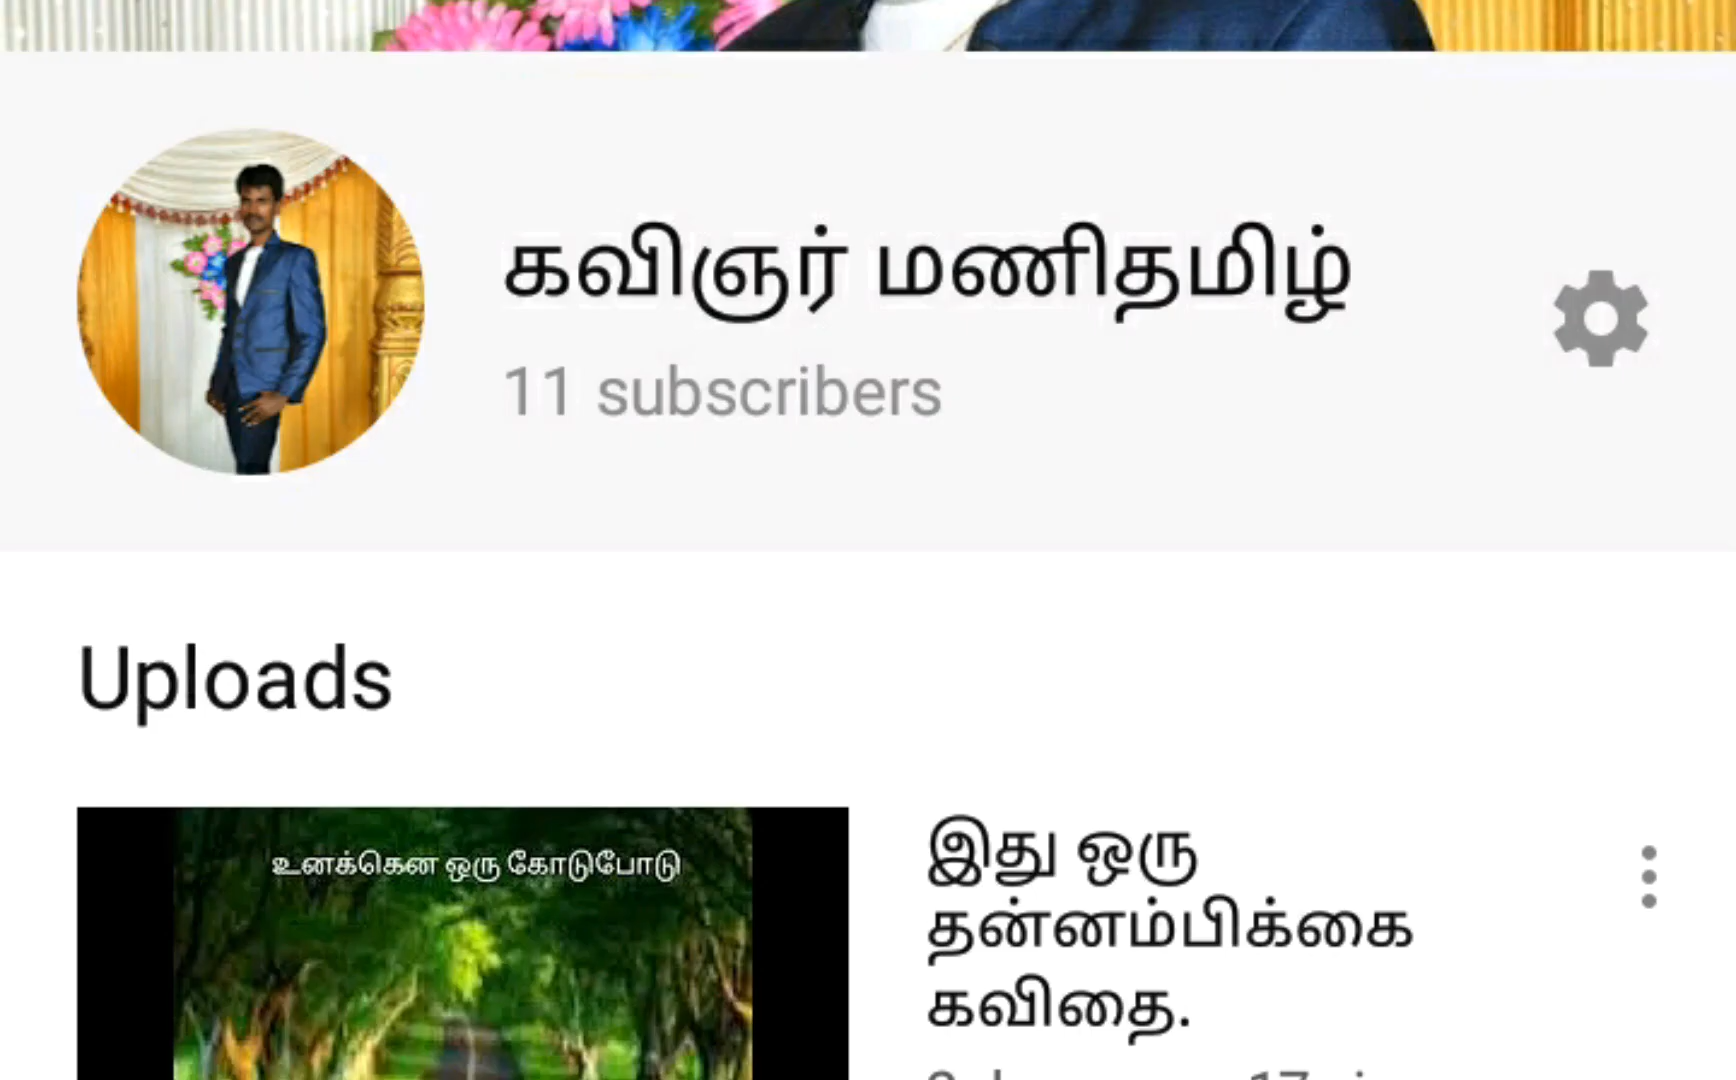 கவிஞர் மணிதமிழ்
11 subscribers
Uploads
உனக்கென ஒரு கோடுபோடு
இது ஒரு
தன்னம்பிக்கை
கவிதை.